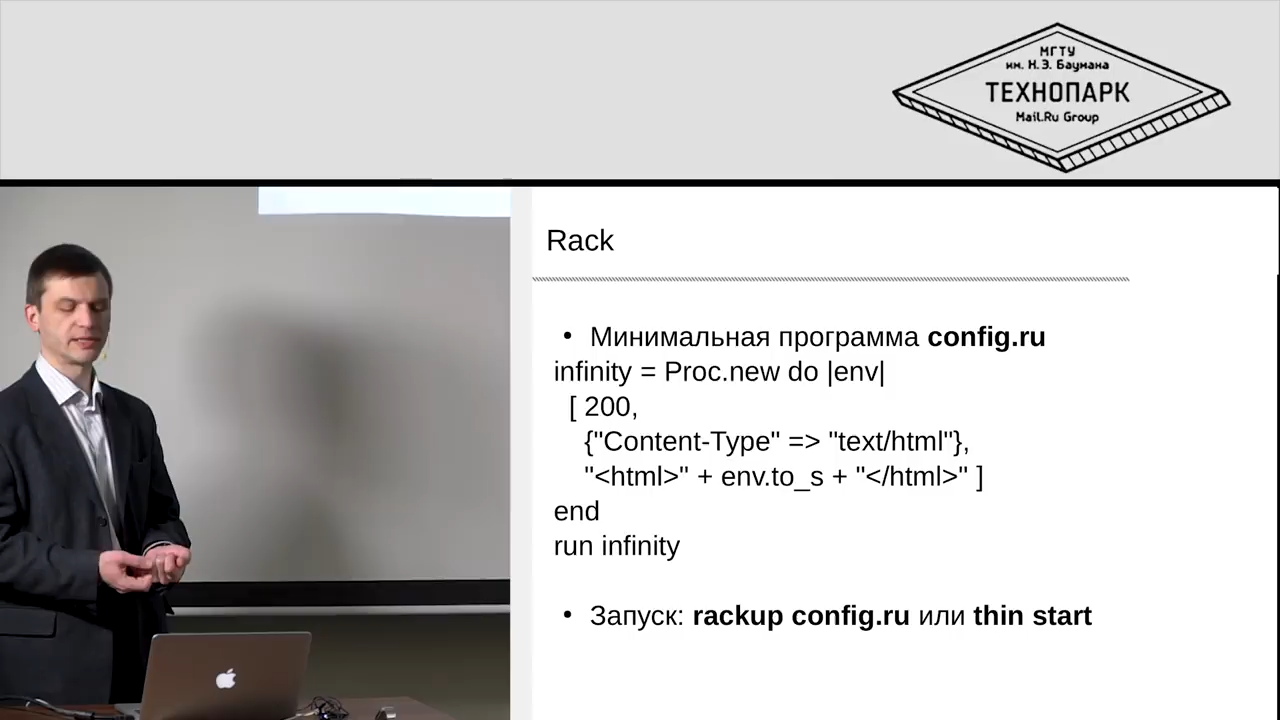 МГТУ
им. Н.Э. Баумана
ТЕХНОПАРК
Mail.Ru Group
Rack
• Минимальная программа config.ru
infinity = Proc.new do |env|
[ 200,
{"Content-Type" => "text/html"},
"<html>" + env.to_s + "</html>" ]
end
run infinity
• Запуск: rackup config.ru или thin start